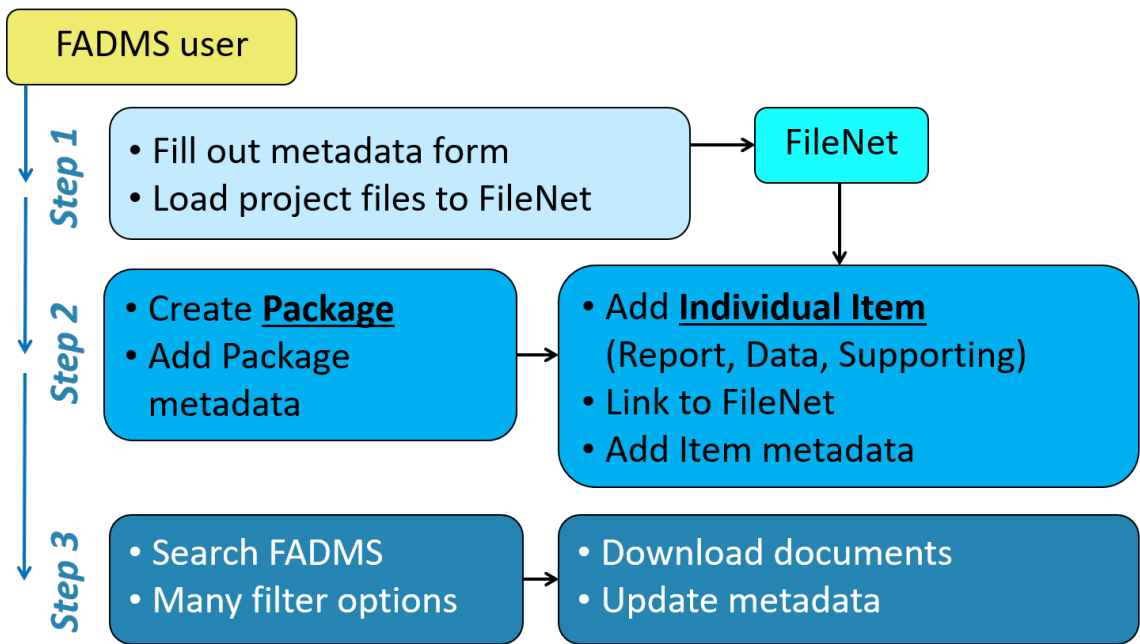 FADMS user
Step 1
• Fill out metadata form
• Load project files to FileNet
FileNet
Step 2
• Create Package
• Add Package
metadata
• Add Individual Item
(Report, Data, Supporting)
• Link to FileNet
• Add Item metadata
Step 3
• Search FADMS
• Many filter options
• Download documents
• Update metadata